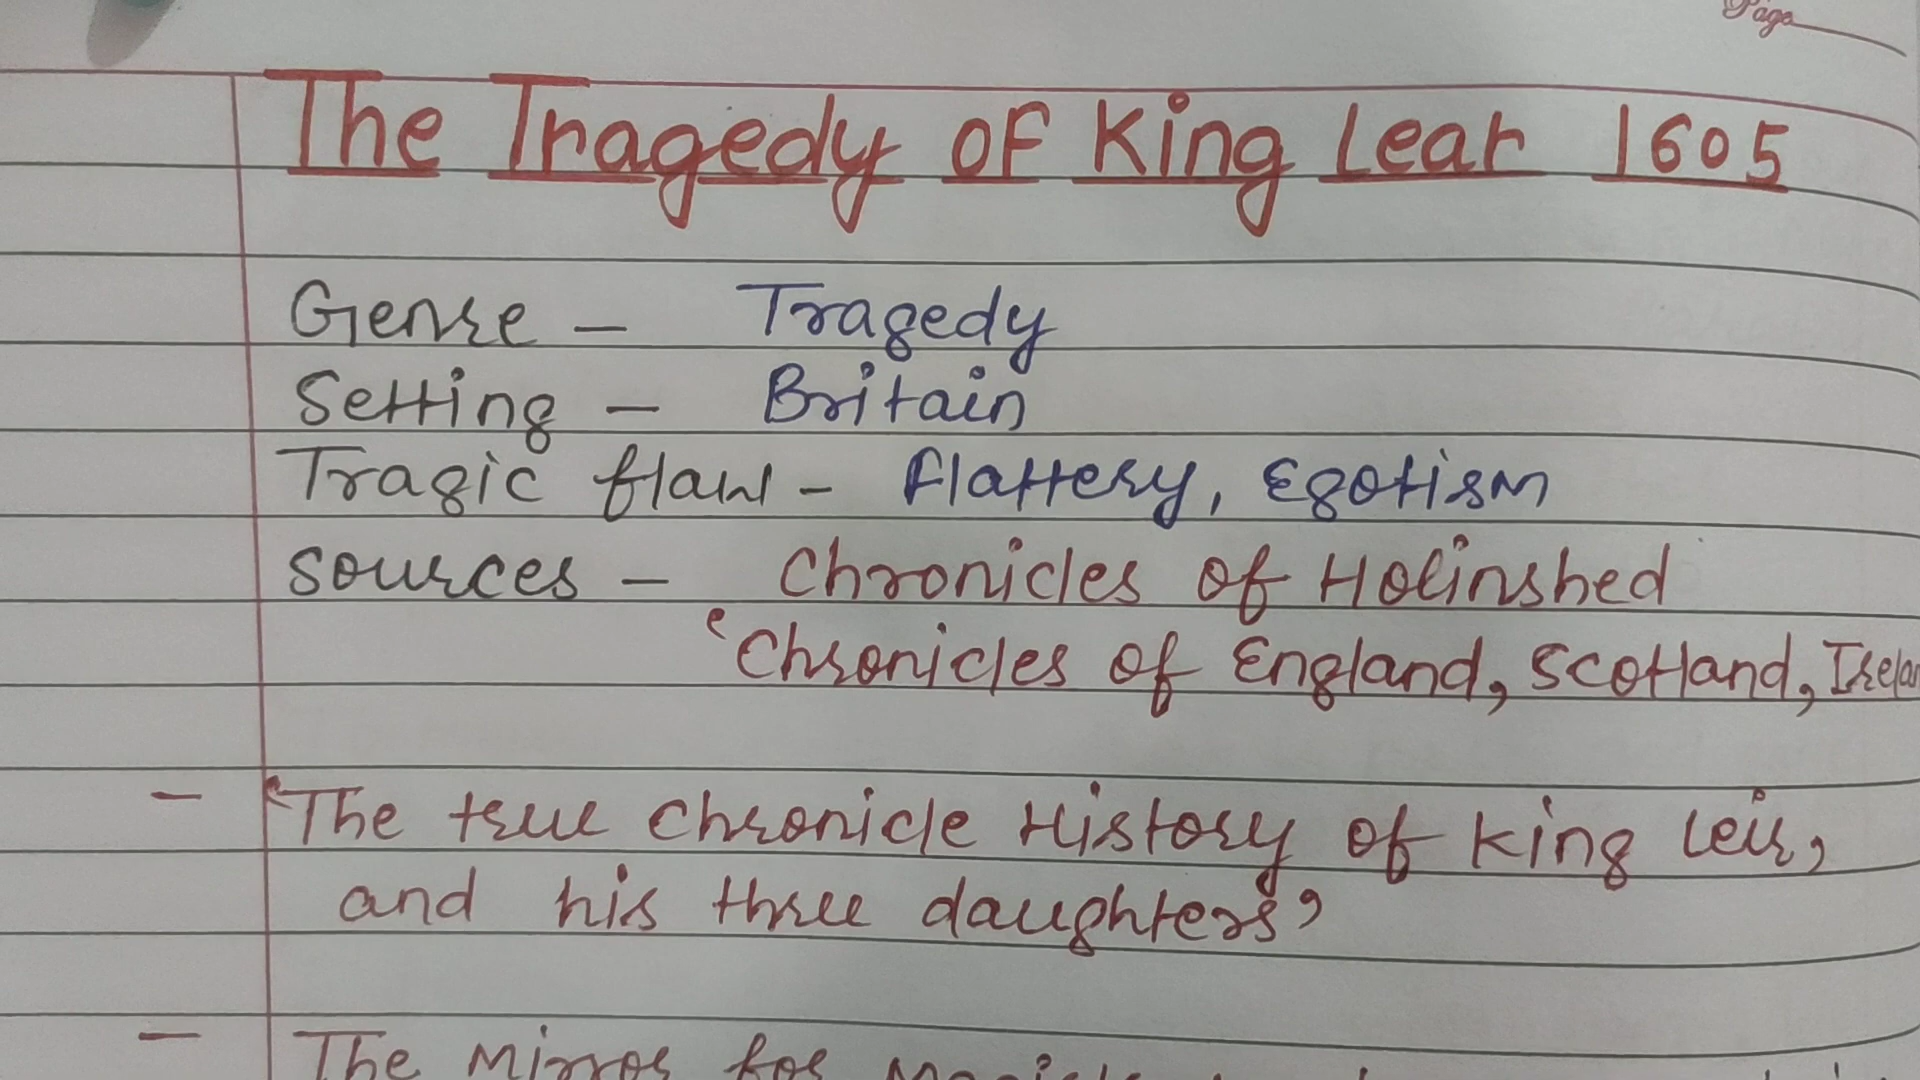 Page
The Tragedy of King Lear 1605
Genre - Tragedy
Setting - Britain
Tragic flaw - Flattery, Egotism
Sources - Chronicles of Holinshed
'Chronicles of England, Scotland,
- 'The true Chronicle History of King Leir,
and his three daughters'
- The Mirror for